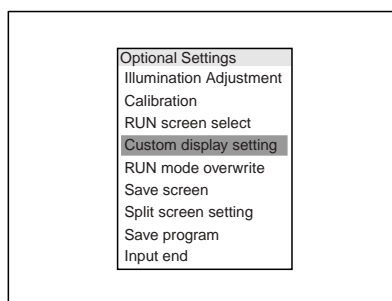 Optional Settings
Illumination Adjustment
Calibration
RUN screen select
Custom display setting
RUN mode overwrite
Save screen
Split screen setting
Save program
Input end